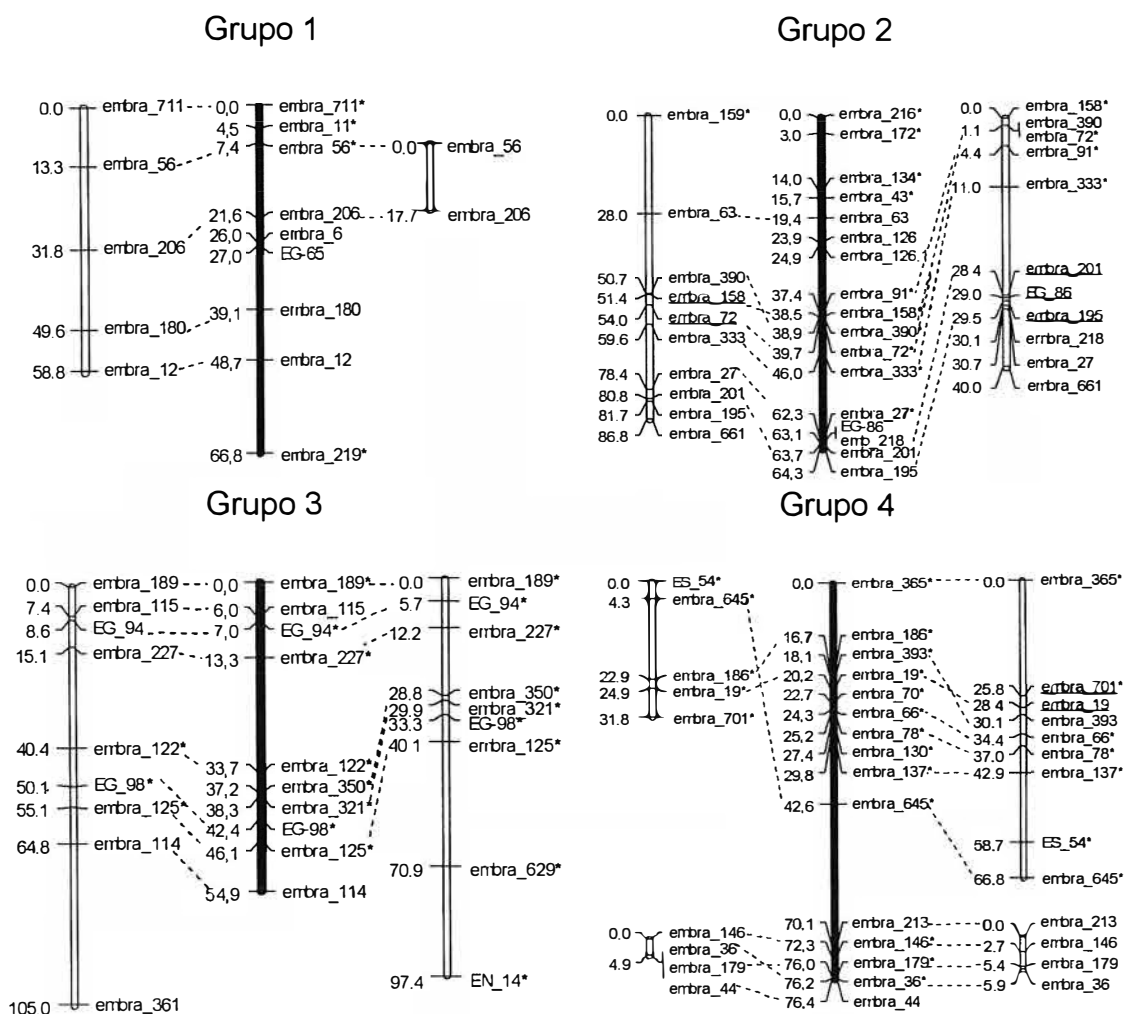 Grupo 1
0.0 embra_711
13.3 embra_56
31.8 embra_206
49.6 embra_180
58.8 embra_12
0,0 embra_711*
4,5 embra_11*
7,4 embra_56*
21,6 embra_206
26,0 embra_6
27,0 EG-65
39,1 embra_180
48,7 embra_12
66,8 embra_219*
0.0 embra_56
17.7 embra_206
Grupo 2
0.0 embra_159*
28.0 embra_63
50.7 embra_390
51.4 embra_158
54.0 embra_72
59.6 embra_333
78.4 embra_27
80.8 embra_201
81.7 embra_195
86.8 embra_661
0,0 embra_216*
3,0 embra_172*
14,0 embra_134*
15,7 embra_43*
19,4 embra_63
23,9 embra_126
24,9 embra_126.1
37,4 embra_91*
38,5 embra_158*
38,9 embra_390
39,7 embra_72*
46,0 embra_333*
62,3 embra_27*
EG-86
63,1 emb_218
63,7 embra_201
64,3 embra_195
0.0 embra_158*
embra_390
1.1 embra_72*
4.4 embra_91*
11.0 embra_333*
28.4 embra_201
29.0 EG_86
29.5 embra_195
30.1 embra_218
30.7 embra_27
40.0 embra_661
Grupo 3
0.0 embra_189
7.4 embra_115
8.6 EG_94
15.1 embra_227
40.4 embra_122*
50.1 EG_98*
55.1 embra_125*
64.8 embra_114
105.0 embra_361
0,0 embra_189*
6,0 embra_115
7,0 EG_94*
13,3 embra_227*
33,7 embra_122*
37,2 embra_350*
38,3 embra_321*
42,4 EG-98*
46,1 embra_125*
54,9 embra_114
0.0 embra_189*
5.7 EG_94*
12.2 embra_227*
28.8 embra_350*
29.9 embra_321*
33.3 EG-98*
40.1 embra_125*
70.9 embra_629*
97.4 EN_14*
Grupo 4
0.0 ES_54*
4.3 embra_645*
22.9 embra_186*
24.9 embra_19*
31.8 embra_701*
0.0 embra_146
embra_36
4.9 embra_179
embra_44
0,0 embra_365*
16,7 embra_186*
18,1 embra_393*
20,2 embra_19*
22,7 embra_70*
24,3 embra_66*
25,2 embra_78*
27,4 embra_130*
29,8 embra_137*
42,6 embra_645*
70.1 embra_213
72,3 embra_146*
76,0 embra_179*
76,2 embra_36*
76.4 embra_44
0.0 embra_365*
25.8 embra_701*
28.4 embra_19
30.1 embra_393
34.4 embra_66*
37.0 embra_78*
42.9 embra_137*
58.7 ES_54*
66.8 embra_645*
0.0 embra_213
2.7 embra_146
5.4 embra_179
5.9 embra_36